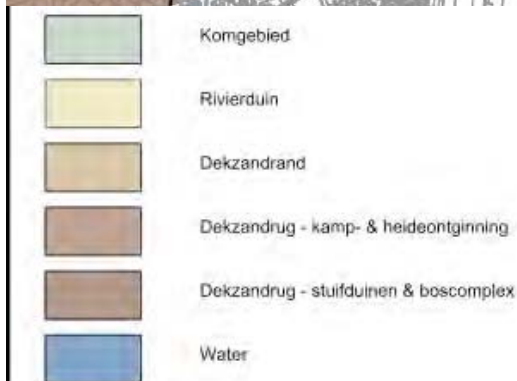 Komgebied
Rivierduin
Dekzandrand
Dekzandrug - kamp- & heideontginning
Dekzandrug - stuifduinen & boscomplex
Water